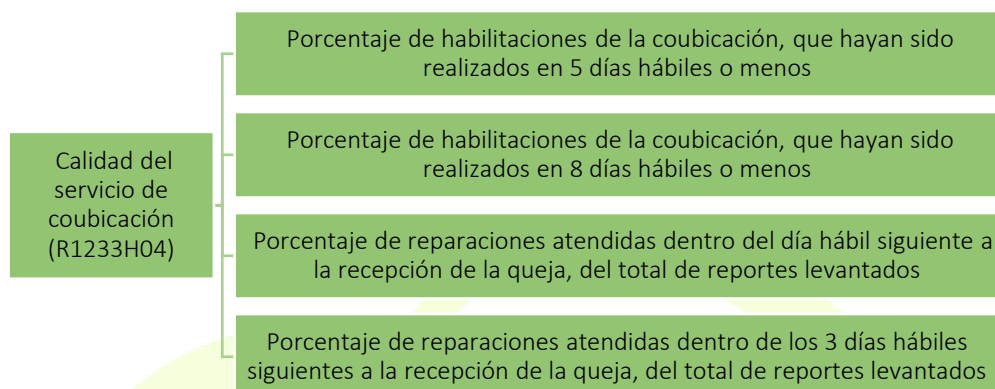 Porcentaje de habilitaciones de la coubicación, que hayan sido
realizados en 5 días hábiles o menos
Porcentaje de habilitaciones de la coubicación, que hayan sido
realizados en 8 días hábiles o menos
Calidad del
servicio de
coubicación
(R1233H04)
Porcentaje de reparaciones atendidas dentro del día hábil siguiente a
la recepción de la queja, del total de reportes levantados
Porcentaje de reparaciones atendidas dentro de los 3 días hábiles
siguientes a la recepción de la queja, del total de reportes levantados